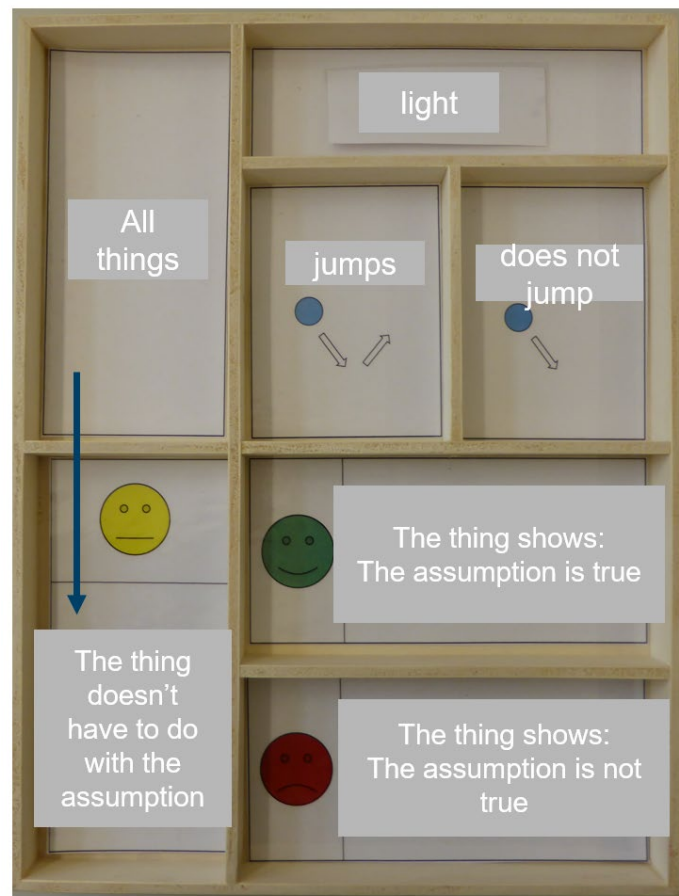 light
All
things
jumps
does not
jump
The thing shows:
The assumption is true
The thing
doesn't
have to do
with the
assumption
The thing shows:
The assumption is not
true